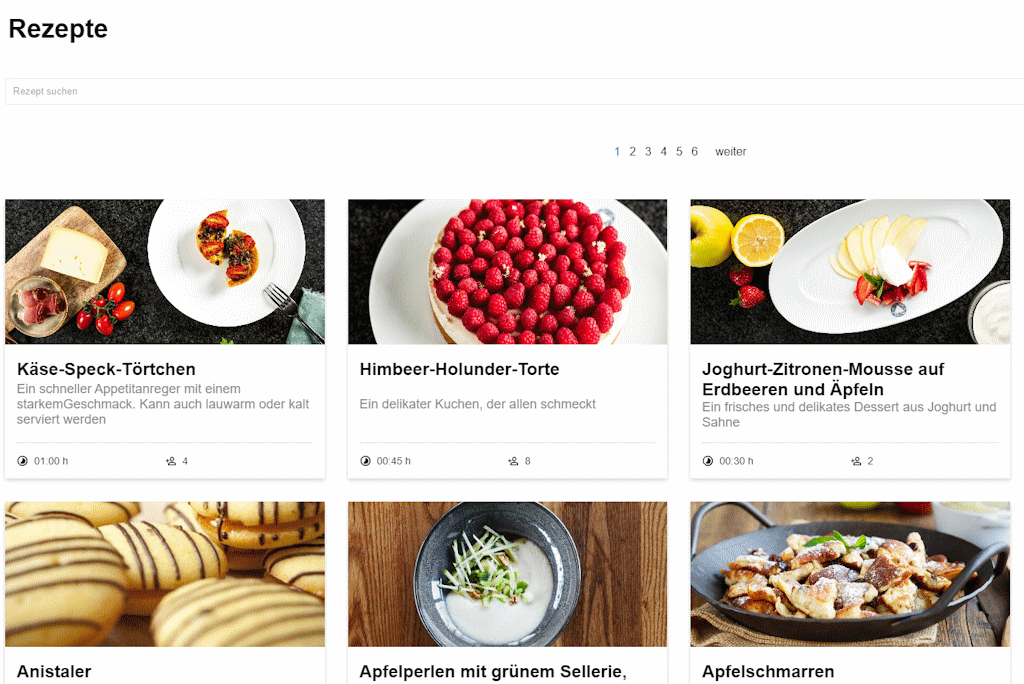 Rezepte
Rezept suchen
1 2 3 4 5 6 weiter
Käse-Speck-Törtchen
Ein schneller Appetitanreger mit einem
starkemGeschmack. Kann auch lauwarm oder kalt
serviert werden
01:00 h 4
Himbeer-Holunder-Torte
Ein delikater Kuchen, der allen schmeckt
00:45 h 8
Joghurt-Zitronen-Mousse auf
Erdbeeren und Äpfeln
Ein frisches und delikates Dessert aus Joghurt und
Sahne
00:30 h 2
Anistaler
Apfelperlen mit grünem Sellerie,
Apfelschmarren